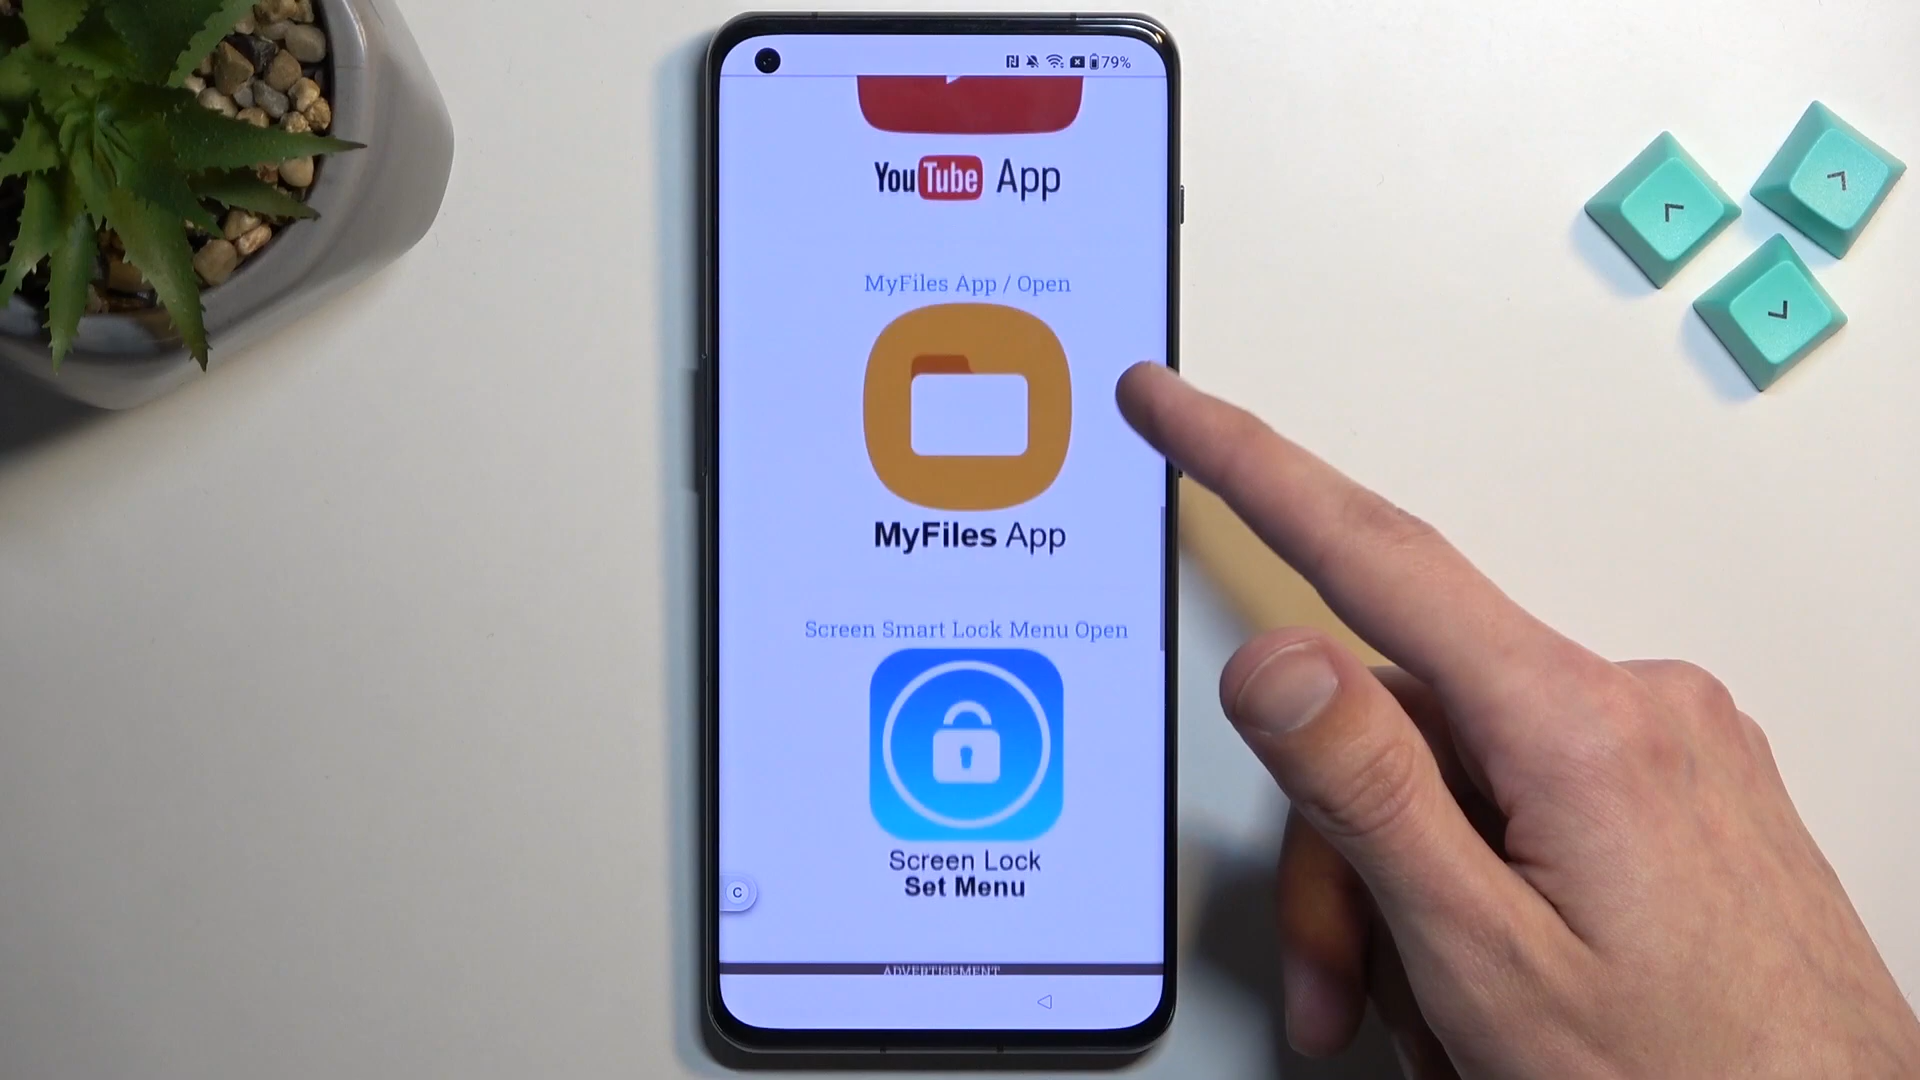 79%
YouTube App
MyFiles App / Open
MyFiles App
Screen Smart Lock Menu Open
Screen Lock
Set Menu
C
ADVERTISEMENT